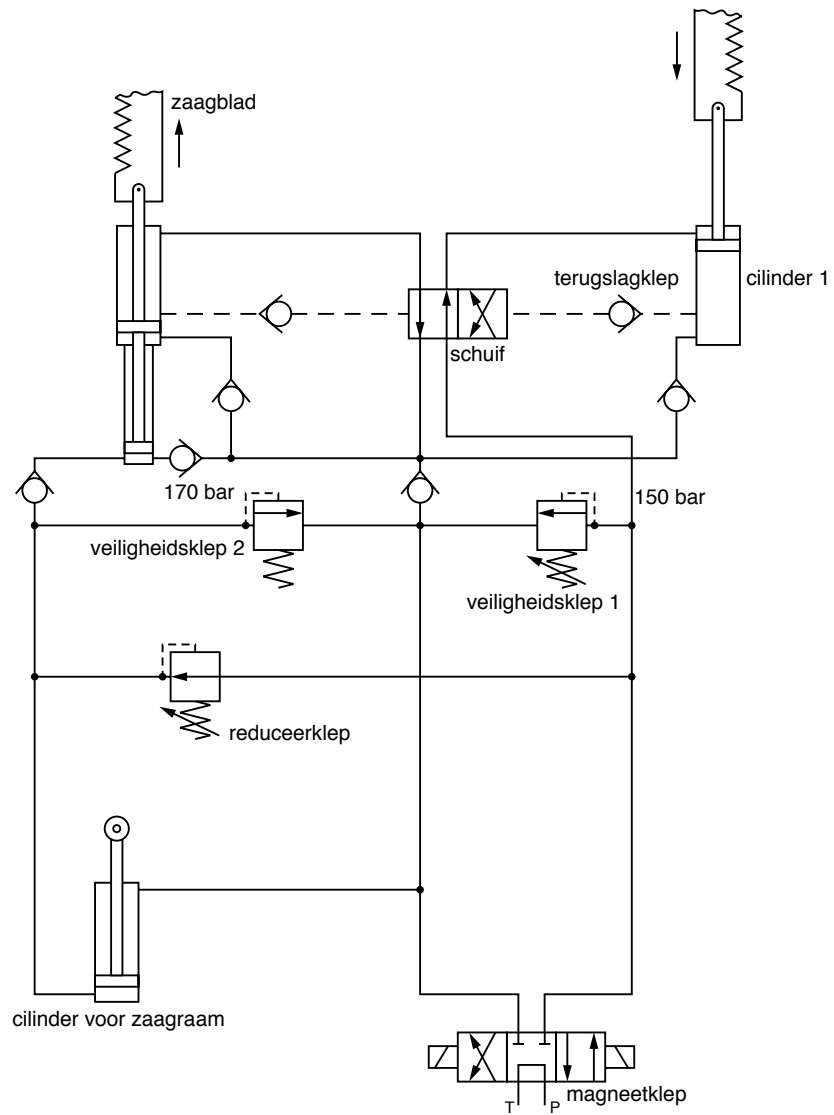 zaagblad
terugslagklep
cilinder 1
schuif
170 bar
150 bar
veiligheidsklep 2
veiligheidsklep 1
reduceerklep
cilinder voor zaagraam
magneetklep
T
P